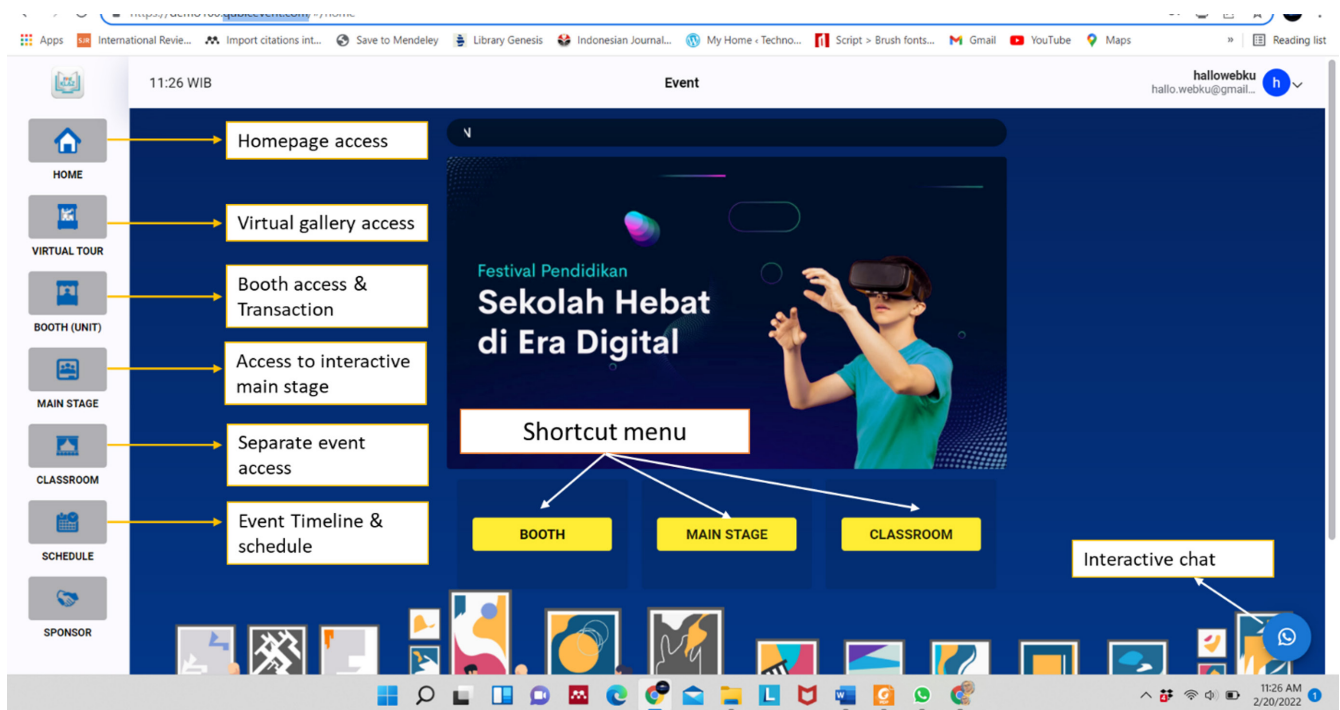 Apps
SJR
International Revie...
Import citations int...
Save to Mendeley
Library Genesis
Indonesian Journal...
My Home ‹ Techno...
Script > Brush fonts...
Gmail
YouTube
Maps
»
Reading list
11:26 WIB
Event
hallowebku
hallo.webku@gmail...
h
HOME
Homepage access
VIRTUAL TOUR
Virtual gallery access
BOOTH (UNIT)
Booth access &
Transaction
MAIN STAGE
Access to interactive
main stage
CLASSROOM
Separate event
access
SCHEDULE
Event Timeline &
schedule
SPONSOR
Festival Pendidikan
Sekolah Hebat
di Era Digital
Shortcut menu
BOOTH
MAIN STAGE
CLASSROOM
Interactive chat
11:26 AM
2/20/2022
1